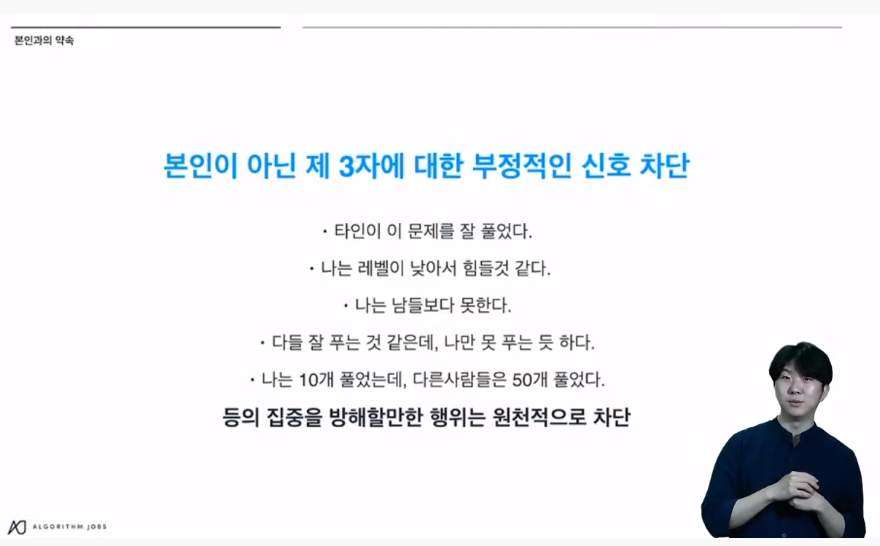 본인과의 약속
본인이 아닌 제 3자에 대한 부정적인 신호 차단
• 타인이 이 문제를 잘 풀었다.
• 나는 레벨이 낮아서 힘들것 같다.
• 나는 남들보다 못한다.
• 다들 잘 푸는 것 같은데, 나만 못 푸는 듯 하다.
• 나는 10개 풀었는데, 다른사람들은 50개 풀었다.
등의 집중을 방해할만한 행위는 원천적으로 차단
ALGORITHM JOBS